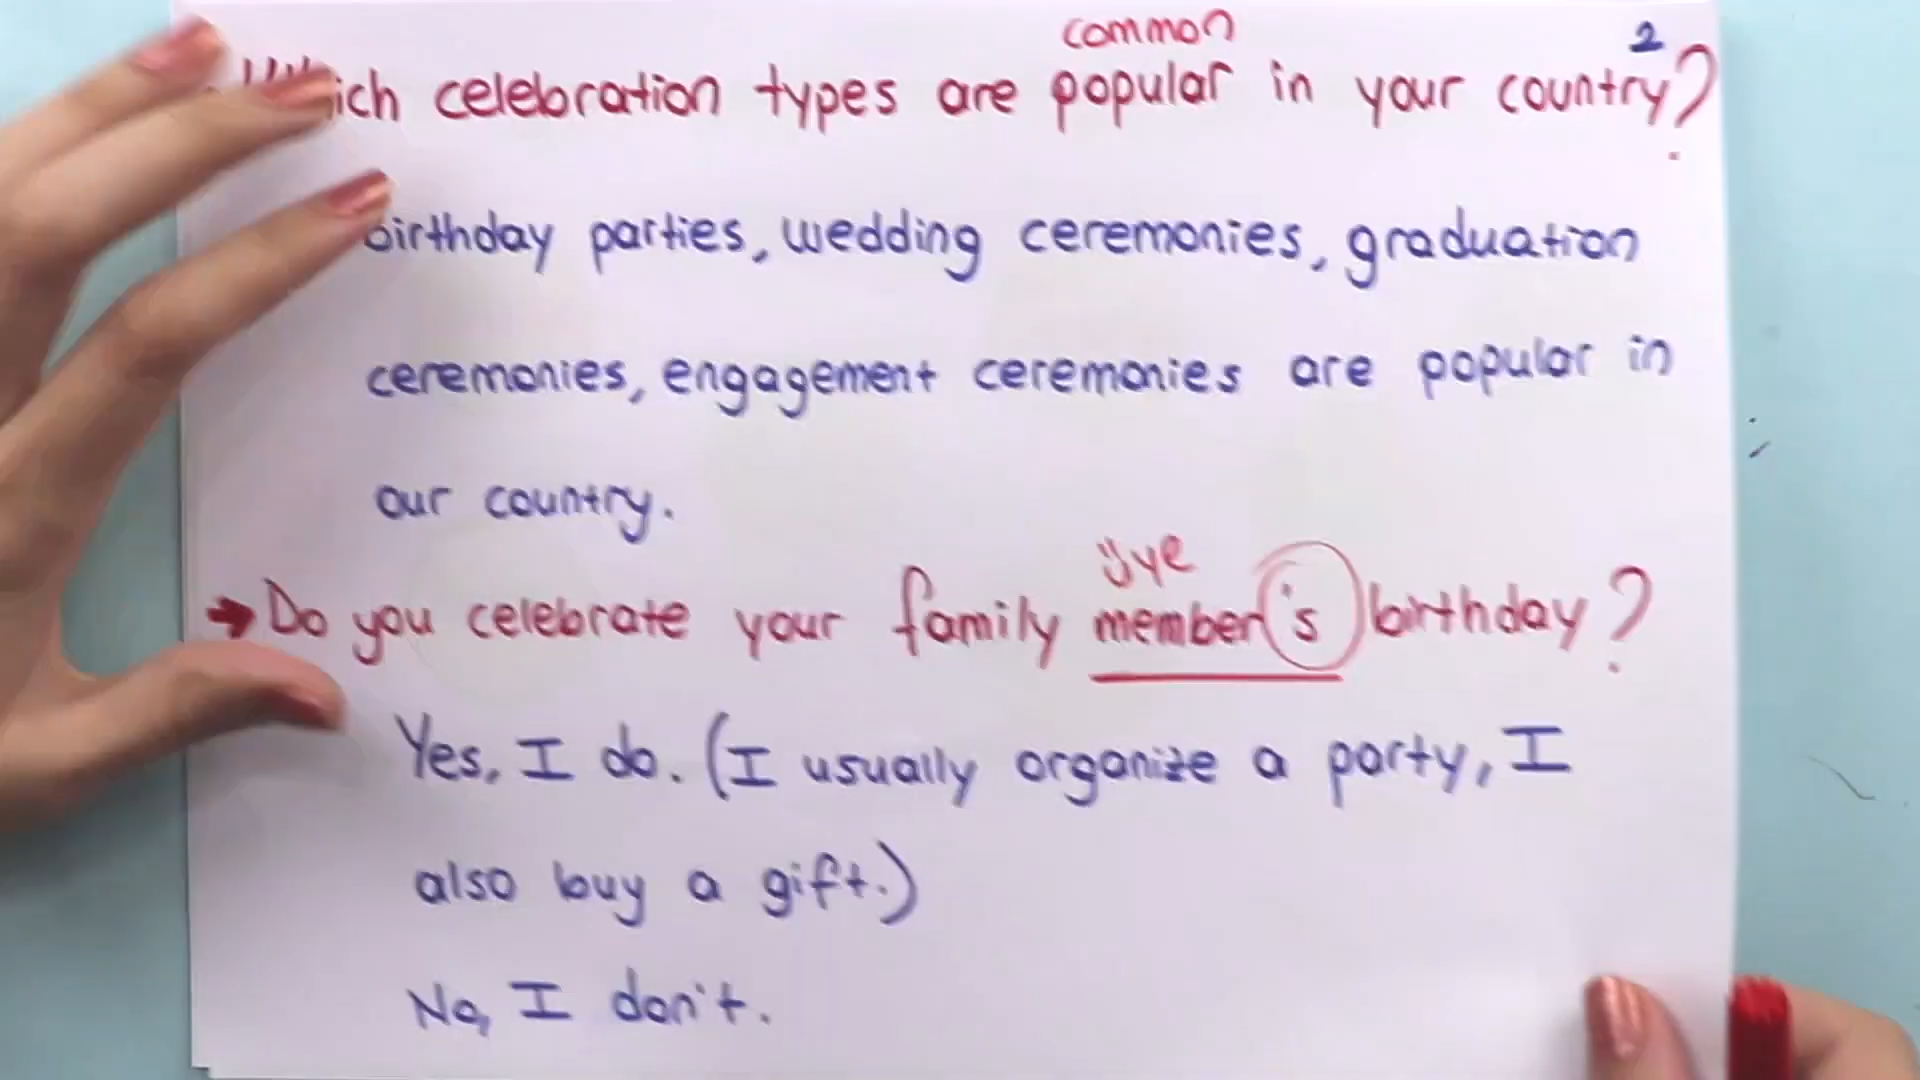 common
2
Which celebration types are popular in your country?
birthday parties, wedding ceremonies, graduation
ceremonies, engagement ceremonies are popular in
our country.
üye
→ Do you celebrate your family member's birthday?
Yes, I do. (I usually organize a party, I
also buy a gift.)
No, I don't.